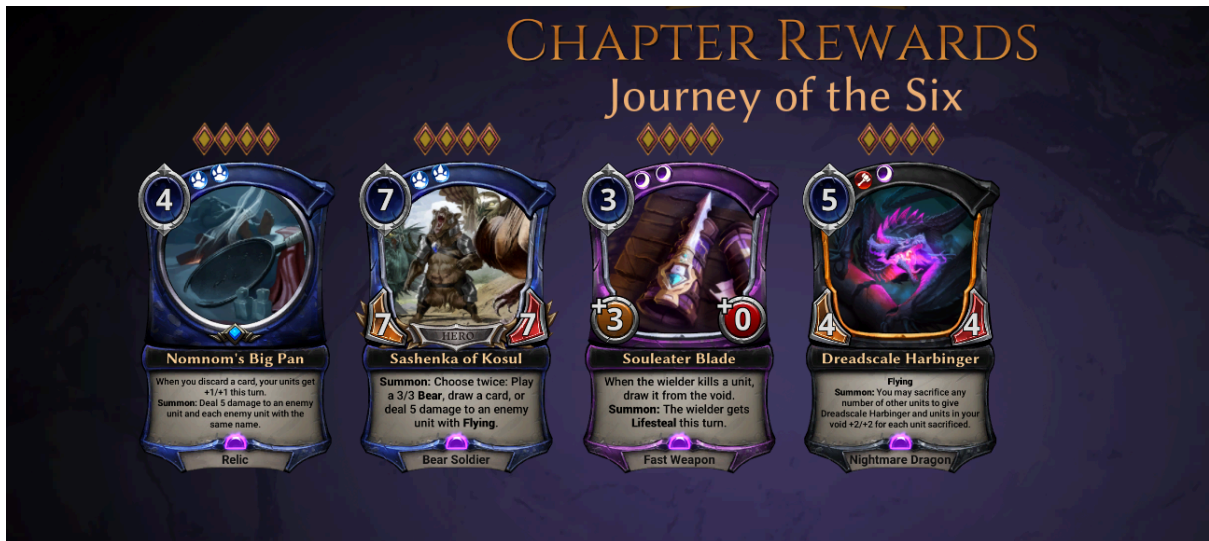 CHAPTER REWARDS
Journey of the Six
4
Nomnom's Big Pan
When you discard a card, your units get
+1/+1 this turn.
Summon: Deal 5 damage to an enemy
unit and each enemy unit with the
same name.
Relic
7
7
7
HERO
Sashenka of Kosul
Summon: Choose twice: Play
a 3/3 Bear, draw a card, or
deal 5 damage to an enemy
unit with Flying.
Bear Soldier
3
+3
+0
Souleater Blade
When the wielder kills a unit,
draw it from the void.
Summon: The wielder gets
Lifesteal this turn.
Fast Weapon
5
4
4
Dreadscale Harbinger
Flying
Summon: You may sacrifice any
number of other units to give
Dreadscale Harbinger and units in your
void +2/+2 for each unit sacrificed.
Nightmare Dragon